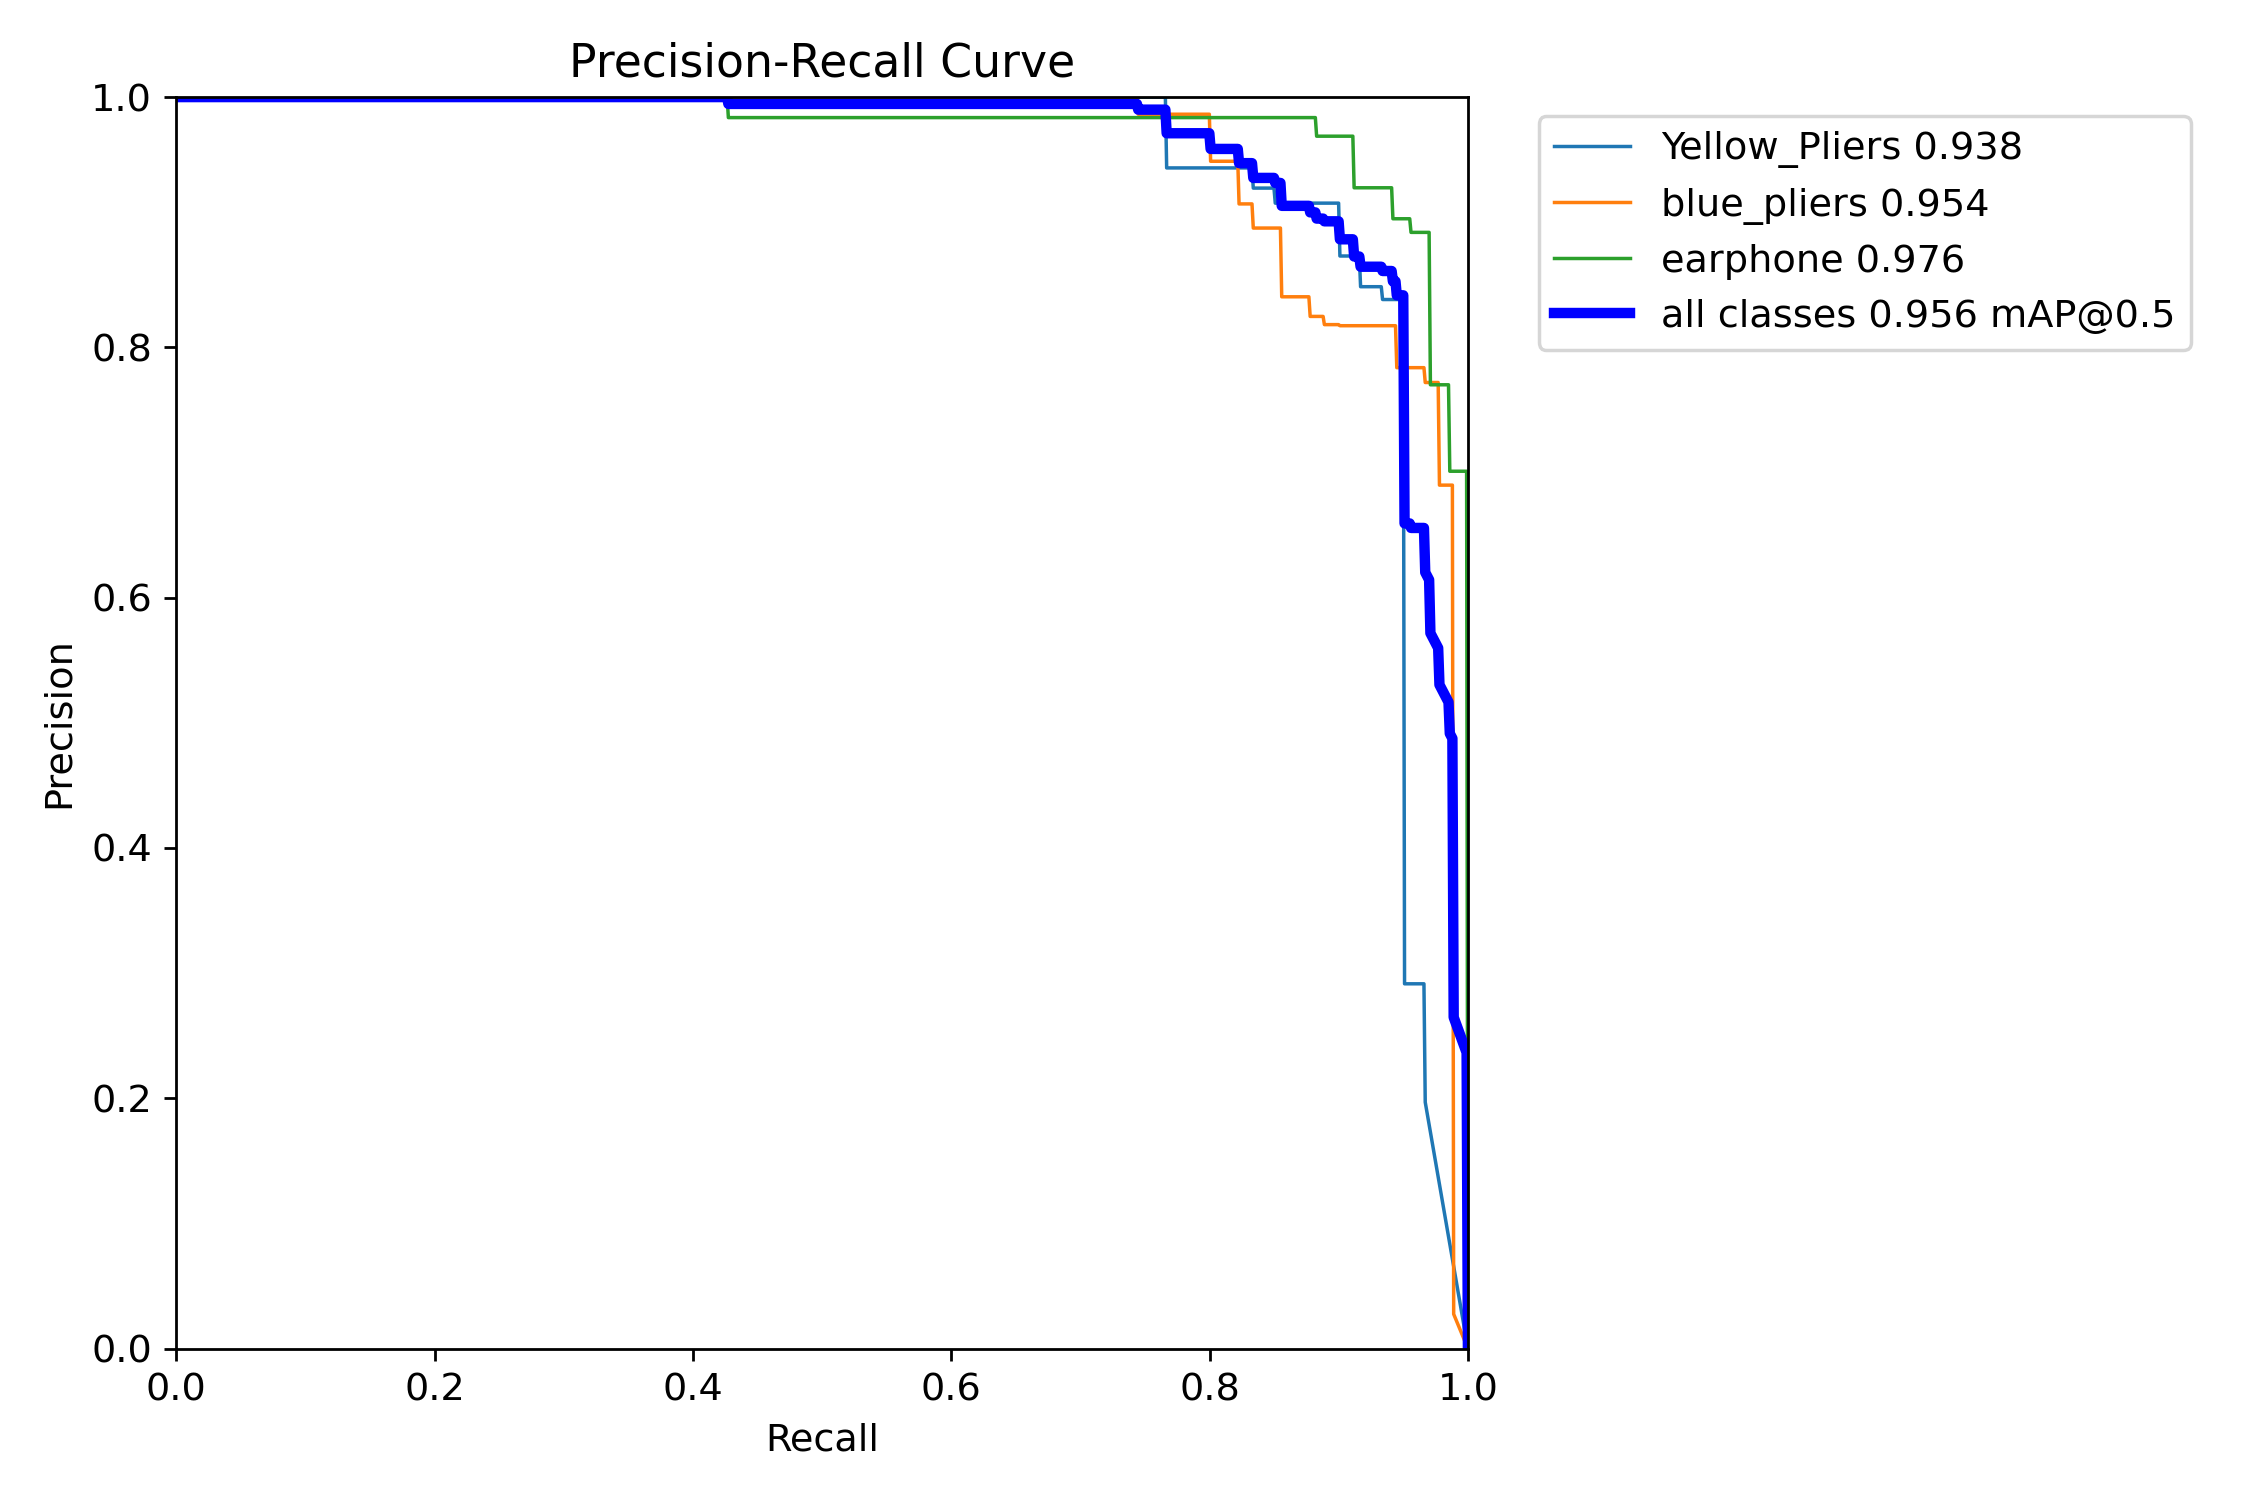 Precision-Recall Curve
1.0
0.8
0.6
0.4
0.2
0.0
Precision
0.0 0.2 0.4 0.6 0.8 1.0
Recall
Yellow_Pliers 0.938
blue_pliers 0.954
earphone 0.976
all classes 0.956 mAP@0.5